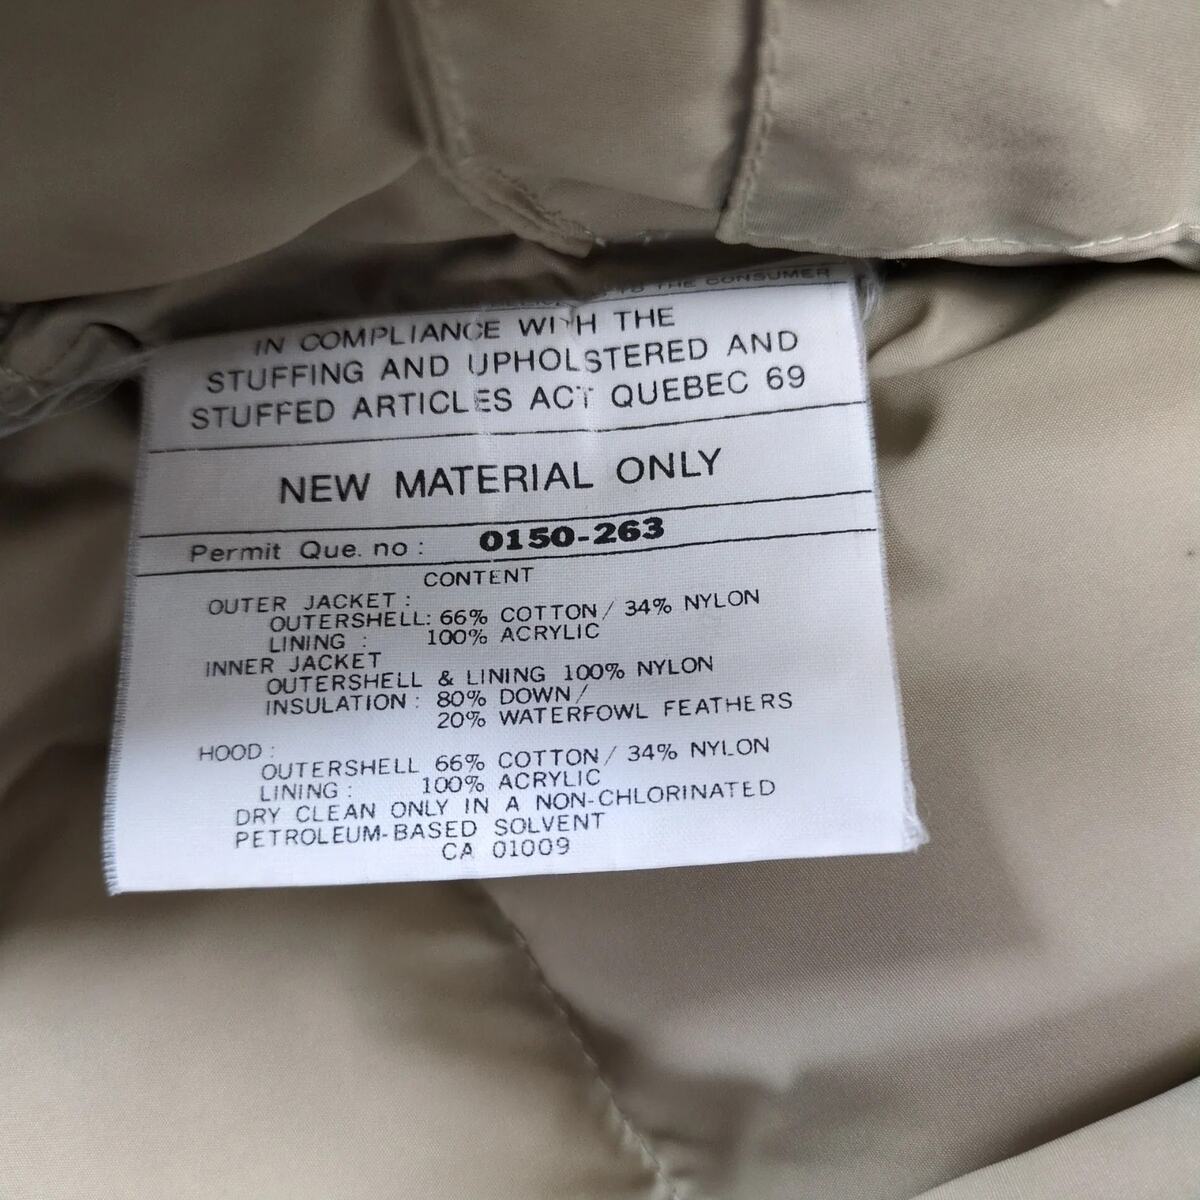 TO THE CONSUMER
IN COMPLIANCE WITH THE
STUFFING AND UPHOLSTERED AND
STUFFED ARTICLES ACT QUEBEC 69
NEW MATERIAL ONLY
Permit Que. no : 0150-263
CONTENT
OUTER JACKET :
OUTERSHELL: 66% COTTON / 34% NYLON
LINING : 100% ACRYLIC
INNER JACKET
OUTERSHELL & LINING 100% NYLON
INSULATION : 80% DOWN /
20% WATERFOWL FEATHERS
HOOD :
OUTERSHELL 66% COTTON / 34% NYLON
LINING : 100% ACRYLIC
DRY CLEAN ONLY IN A NON-CHLORINATED
PETROLEUM-BASED SOLVENT
CA 01009